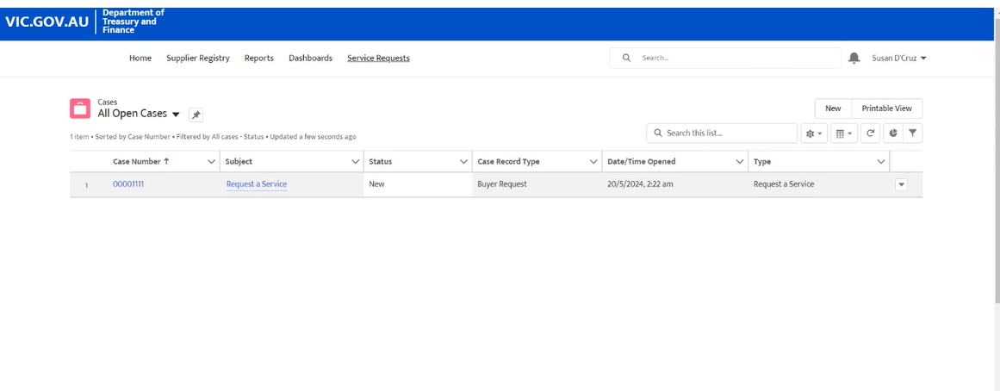 VIC.GOV.AU
Department of
Treasury and
Finance
Home Supplier Registry Reports Dashboards Service Requests
Search...
Susan D'Cruz
Cases
All Open Cases
New Printable View
1 item • Sorted by Case Number • Filtered by All cases - Status • Updated a few seconds ago
Search this list...
Case Number Subject Status Case Record Type Date/Time Opened Type
1 00001111 Request a Service New Buyer Request 20/5/2024, 2:22 am Request a Service